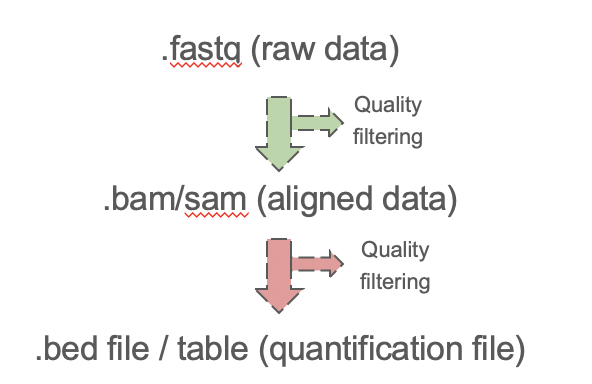 .fastq (raw data)
Quality
filtering
.bam/sam (aligned data)
Quality
filtering
.bed file / table (quantification file)